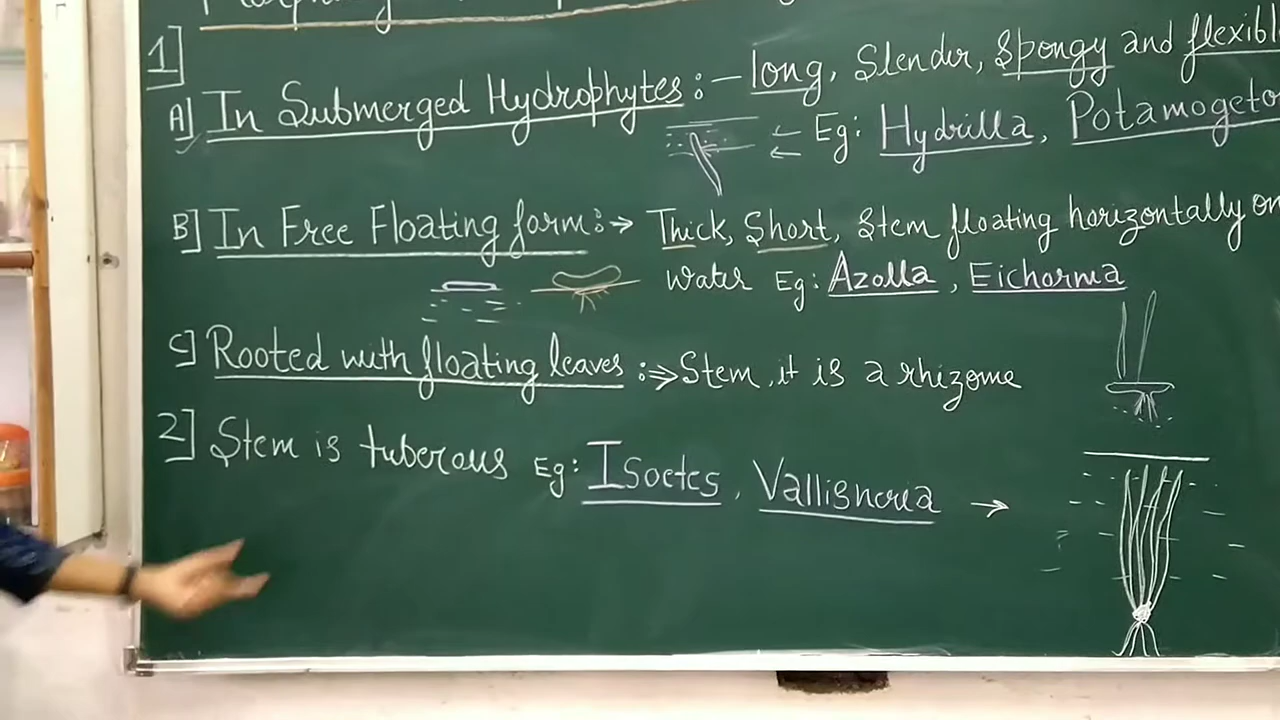 1]
A] In Submerged Hydrophytes :- long, Slender, Spongy and flexibl
Eg: Hydrilla, Potamogeto
B] In Free Floating form :→ Thick, Short, Stem floating horizontally on
water Eg: Azolla, Eichornia
C] Rooted with floating leaves :⇒ Stem, it is a rhizome
2] Stem is tuberous Eg: Isoetes, Vallisneria →